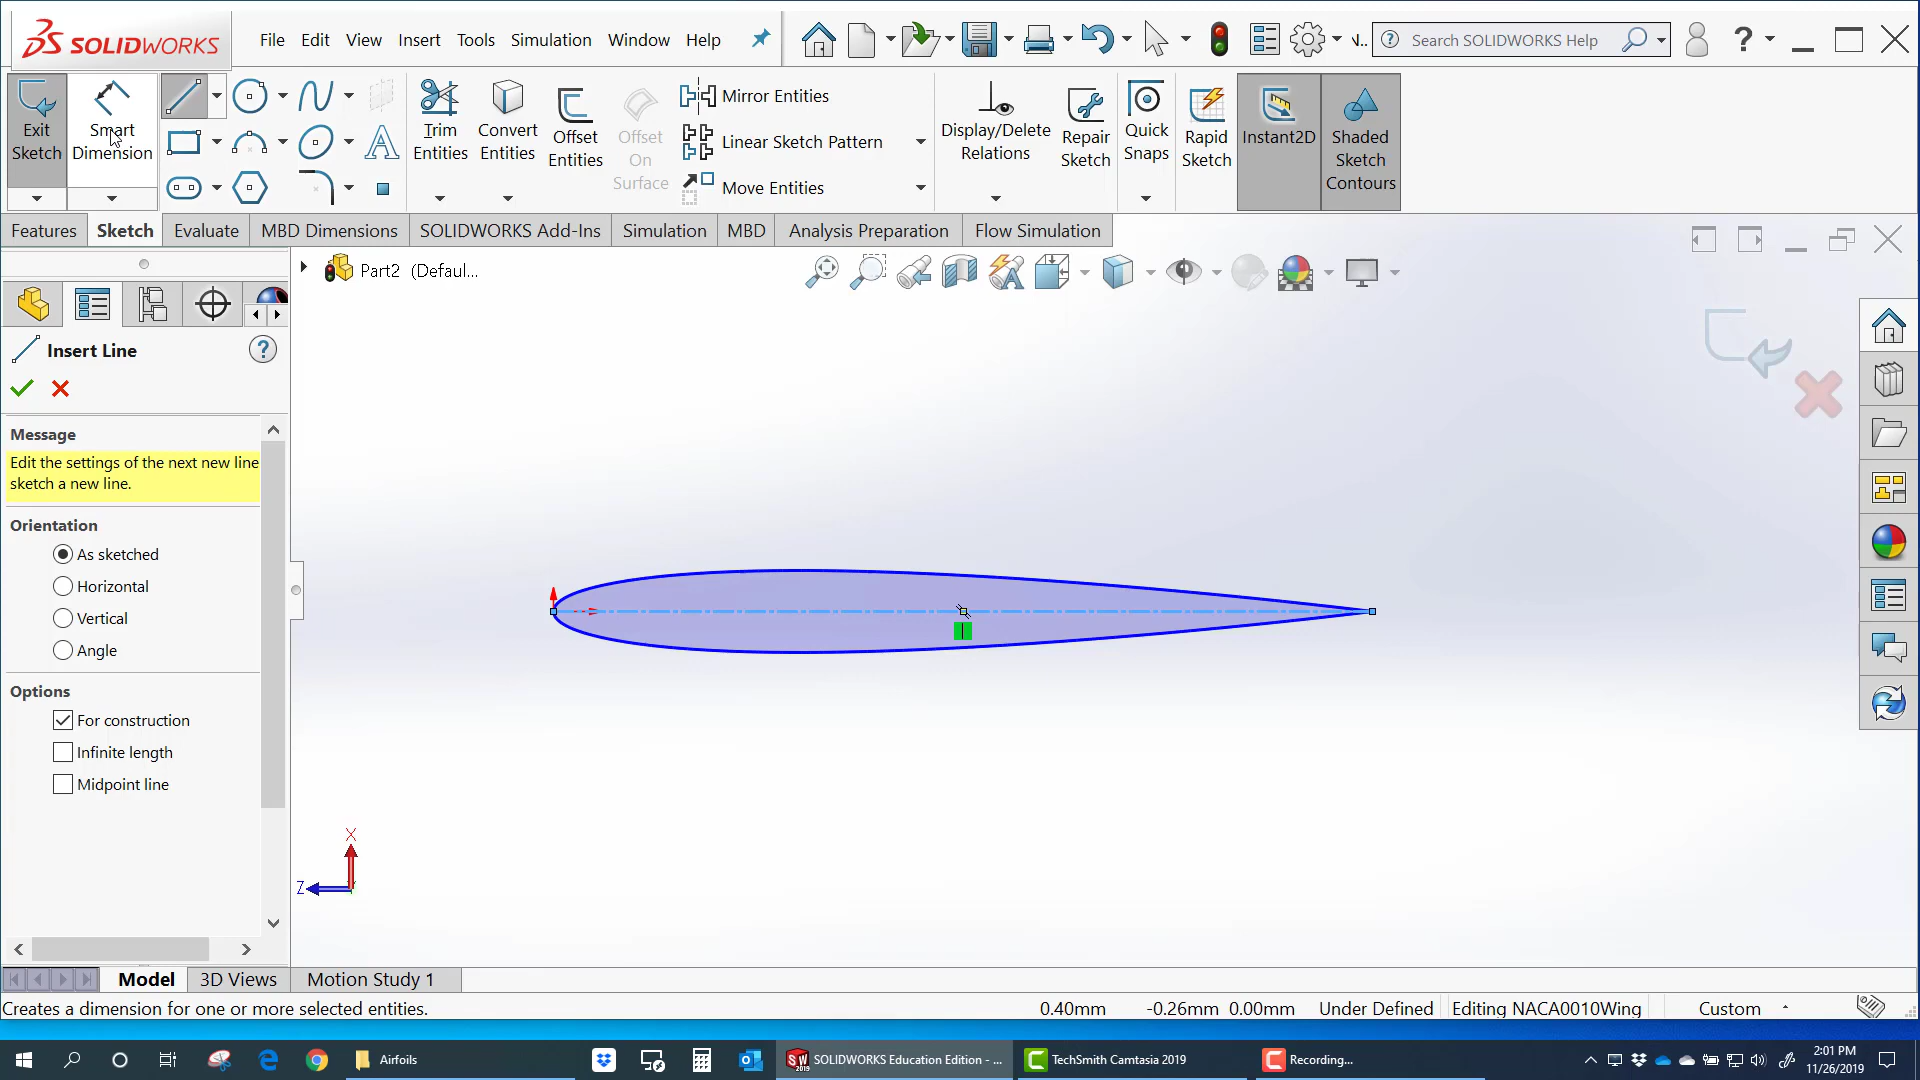 SOLIDWORKS File Edit View Insert Tools Simulation Window Help V.. Search SOLIDWORKS Help ?
Exit Sketch
Smart Dimension
Trim Entities
Convert Entities
Offset Entities
Offset On Surface
Mirror Entities
Linear Sketch Pattern
Move Entities
Display/Delete Relations
Repair Sketch
Quick Snaps
Rapid Sketch
Instant2D
Shaded Sketch Contours
Features Sketch Evaluate MBD Dimensions SOLIDWORKS Add-Ins Simulation MBD Analysis Preparation Flow Simulation
Part2 (Defaul...
Insert Line ?
Message
Edit the settings of the next new line
sketch a new line.
Orientation
As sketched
Horizontal
Vertical
Angle
Options
For construction
Infinite length
Midpoint line
X
Z
Model 3D Views Motion Study 1
Creates a dimension for one or more selected entities. 0.40mm -0.26mm 0.00mm Under Defined Editing NACA0010Wing Custom
Airfoils SOLIDWORKS Education Edition - ... TechSmith Camtasia 2019 Recording...
2:01 PM
11/26/2019